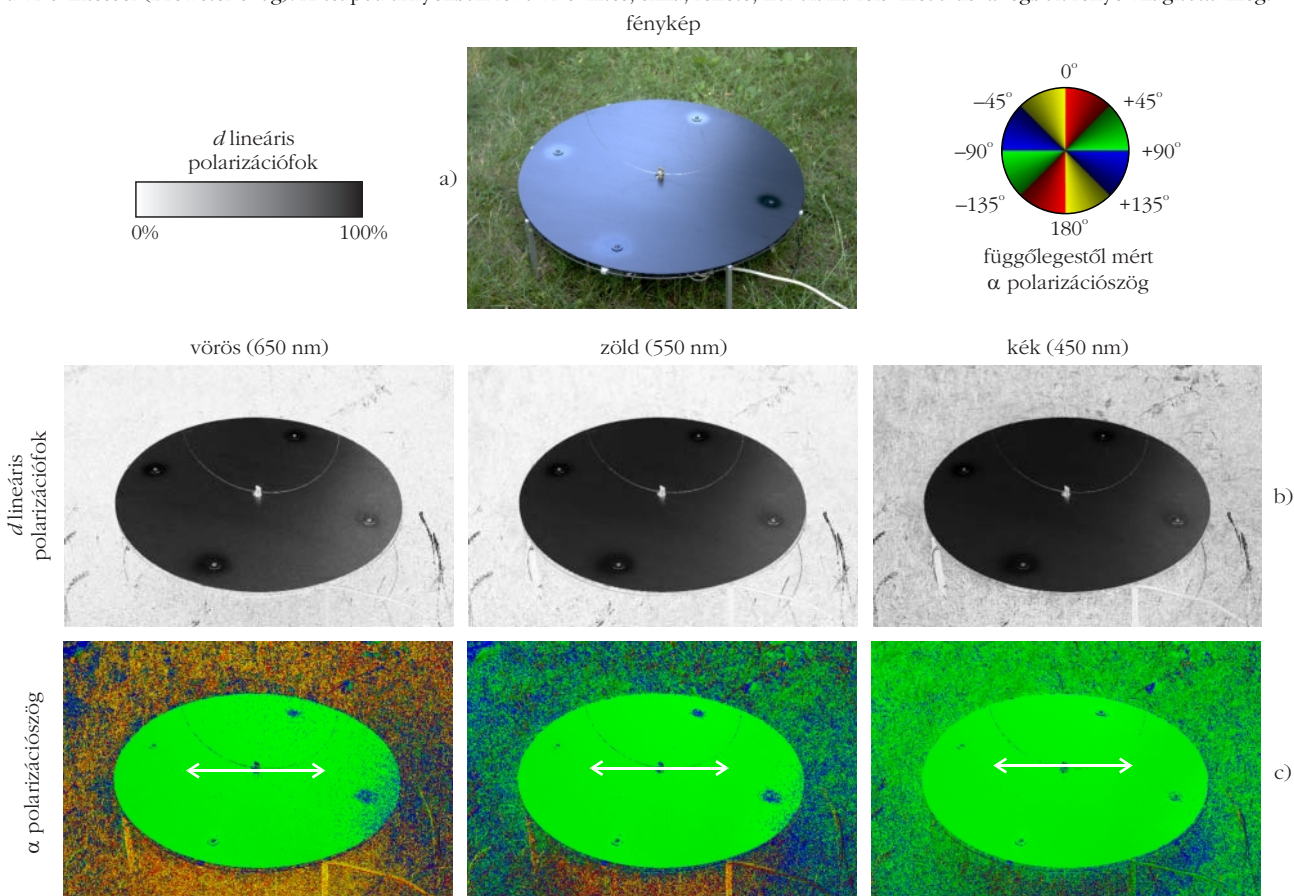 fénykép
d lineáris
polarizációfok
0% 100%
a)
0°
–45° +45°
–90° +90°
–135° +135°
180°
függőlegestől mért
α polarizációszög
vörös (650 nm) zöld (550 nm) kék (450 nm)
d lineáris
polarizációfok
b)
α polarizációszög
c)